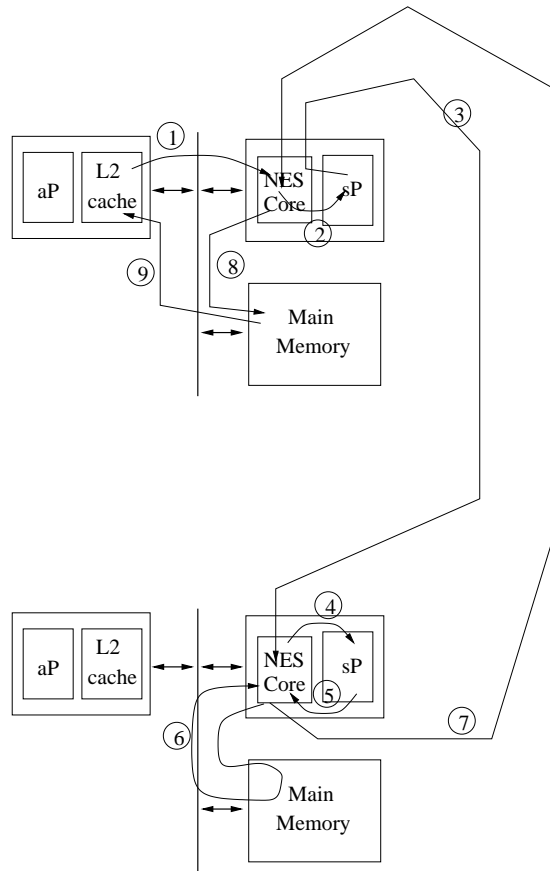 3
1
L2
cache
aP
NES
Core
sP
2
9
8
Main
Memory
L2
cache
aP
4
NES
Core
sP
5
6
7
Main
Memory